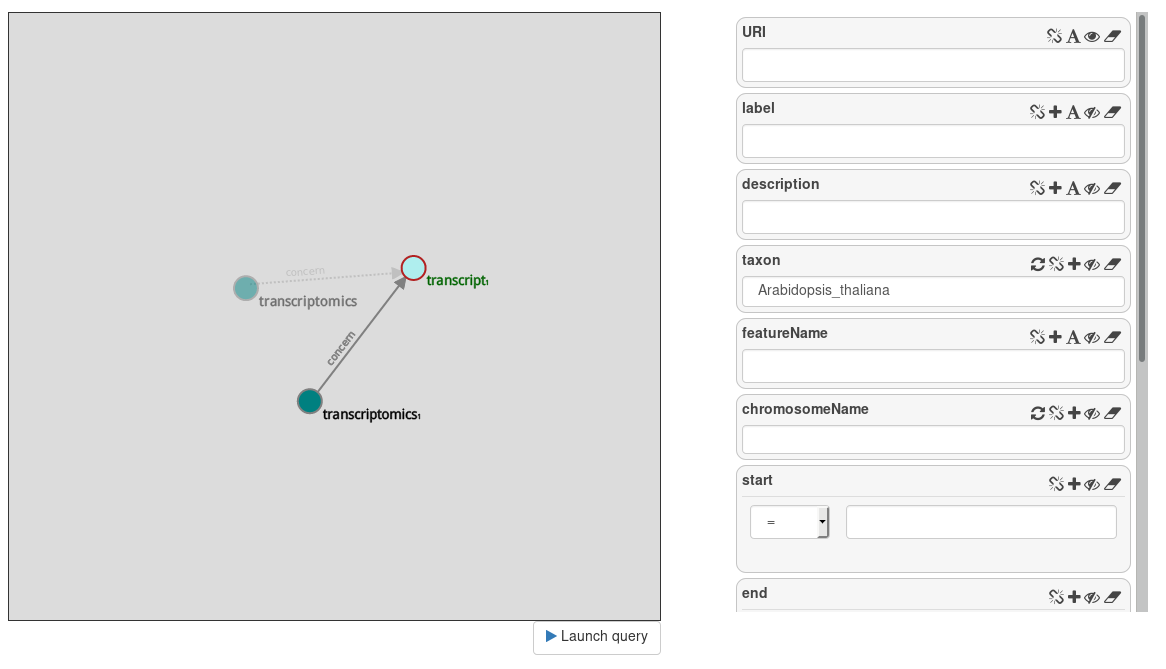 concern
transcript₁
transcriptomics
concern
transcriptomics₁
Launch query
URI
A
label
A
description
A
taxon
Arabidopsis_thaliana
featureName
A
chromosomeName
start
=
end